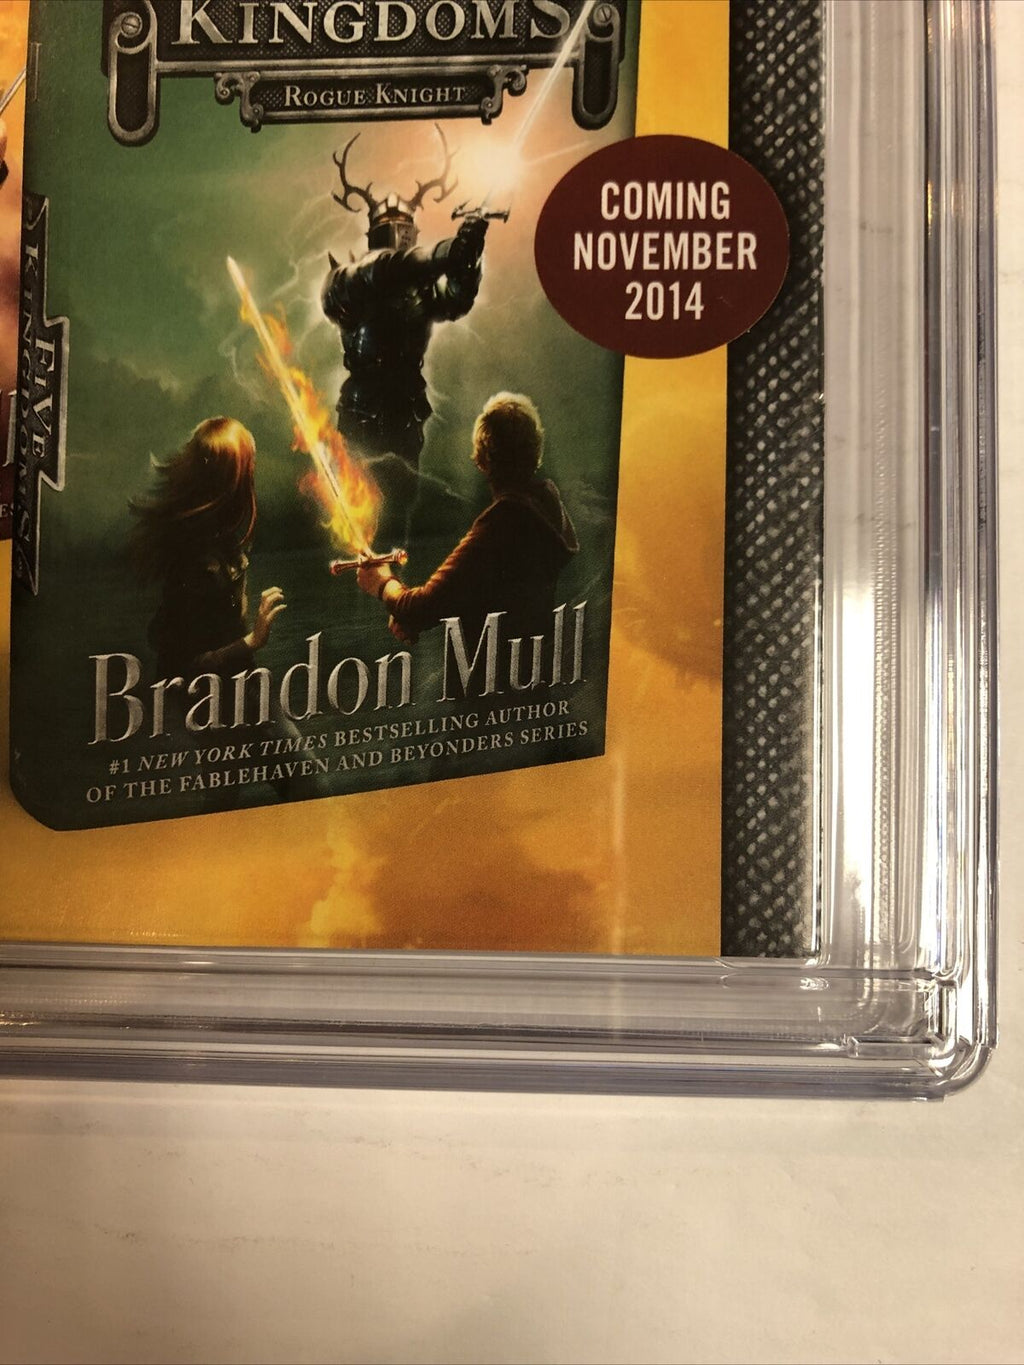 KINGDOMS
ROGUE KNIGHT
COMING
NOVEMBER
2014
FIVE
KINGDOMS
Brandon Mull
#1 NEW YORK TIMES BESTSELLING AUTHOR
OF THE FABLEHAVEN AND BEYONDERS SERIES